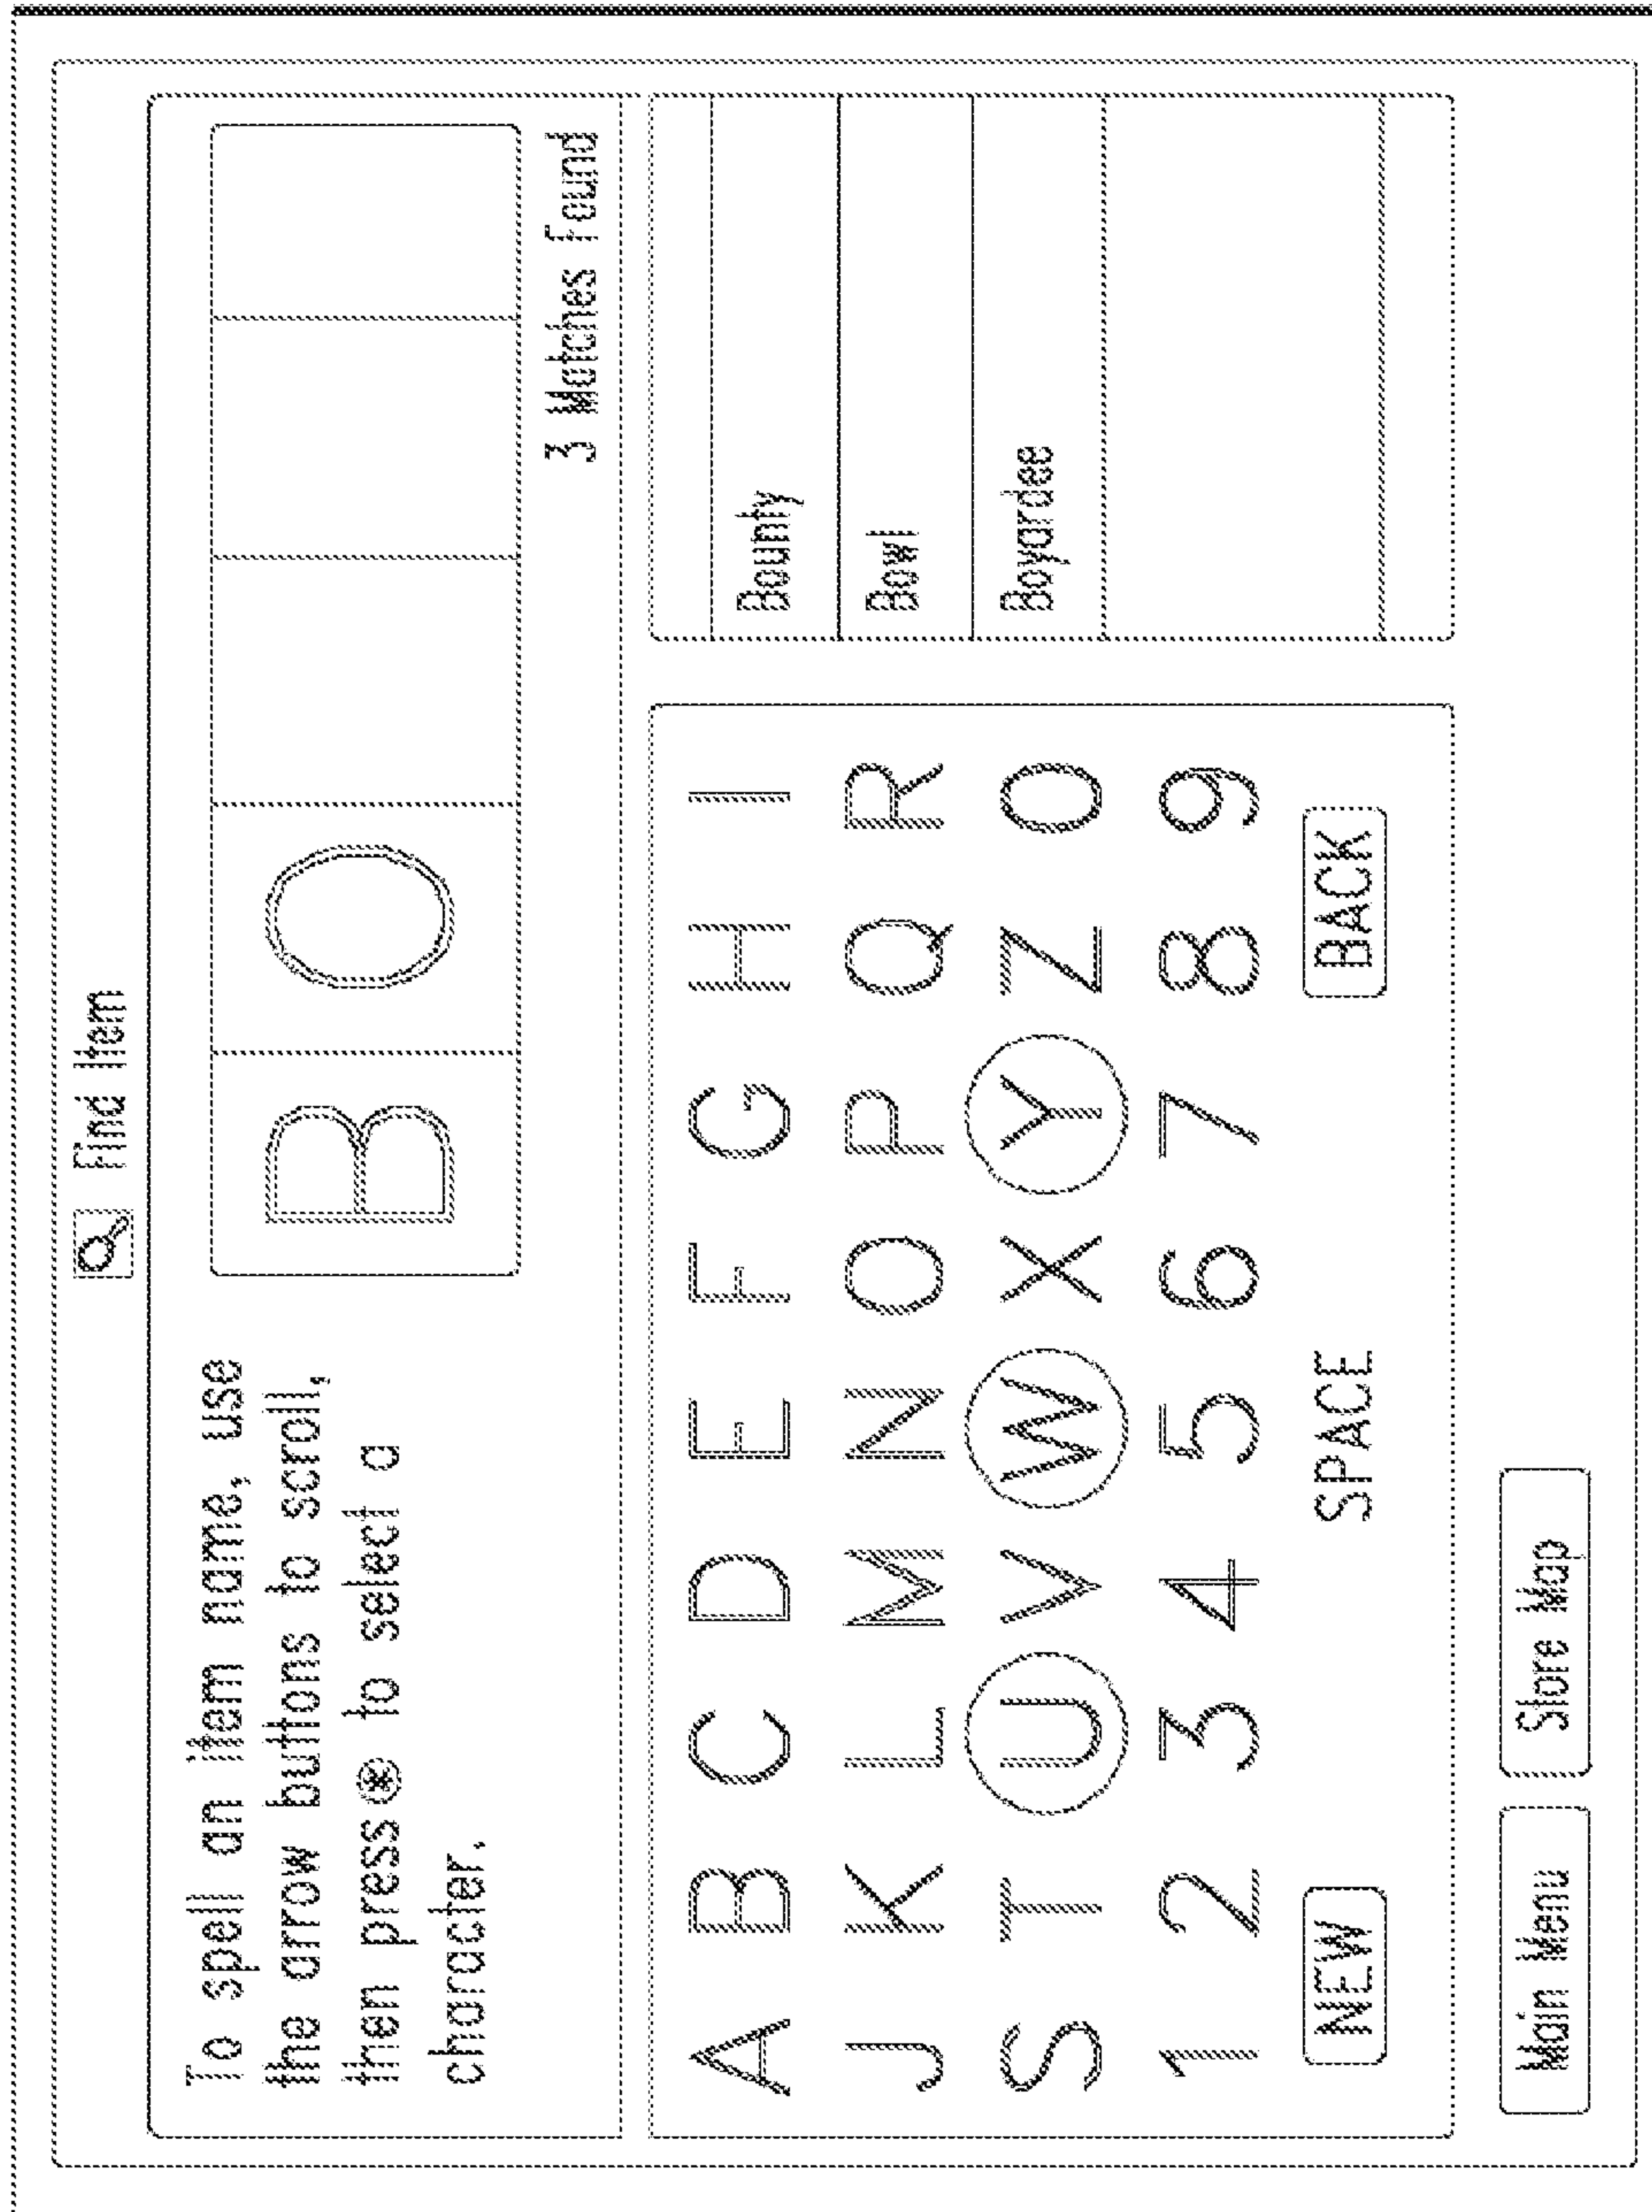 Find Item
To spell an item name, use
the arrow buttons to scroll,
then press ⊛ to select a
character.
B O
3 Matches Found
A B C D E F G H I
J K L M N O P Q R
S T U V W X Y Z 0
1 2 3 4 5 6 7 8 9
NEW SPACE BACK
Bounty
Bowl
Boyardee
Main Menu Store Map